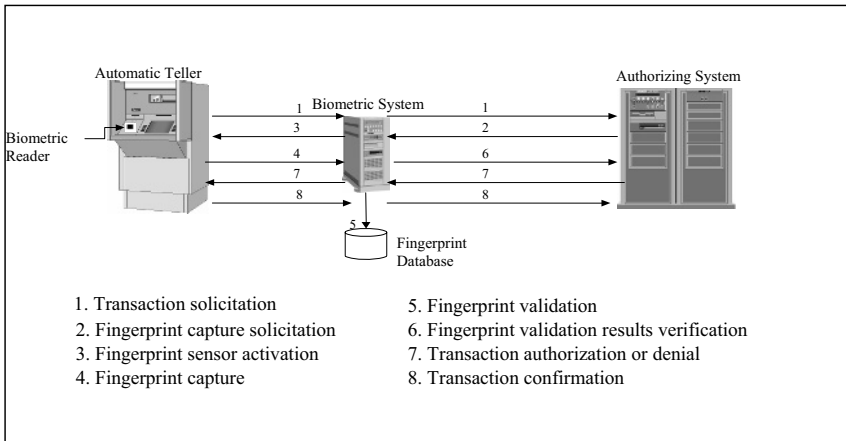 Automatic Teller
Authorizing System
Biometric System
1
1
3
2
Biometric
Reader
4
6
7
7
8
8
5
Fingerprint
Database
1. Transaction solicitation
2. Fingerprint capture solicitation
3. Fingerprint sensor activation
4. Fingerprint capture
5. Fingerprint validation
6. Fingerprint validation results verification
7. Transaction authorization or denial
8. Transaction confirmation